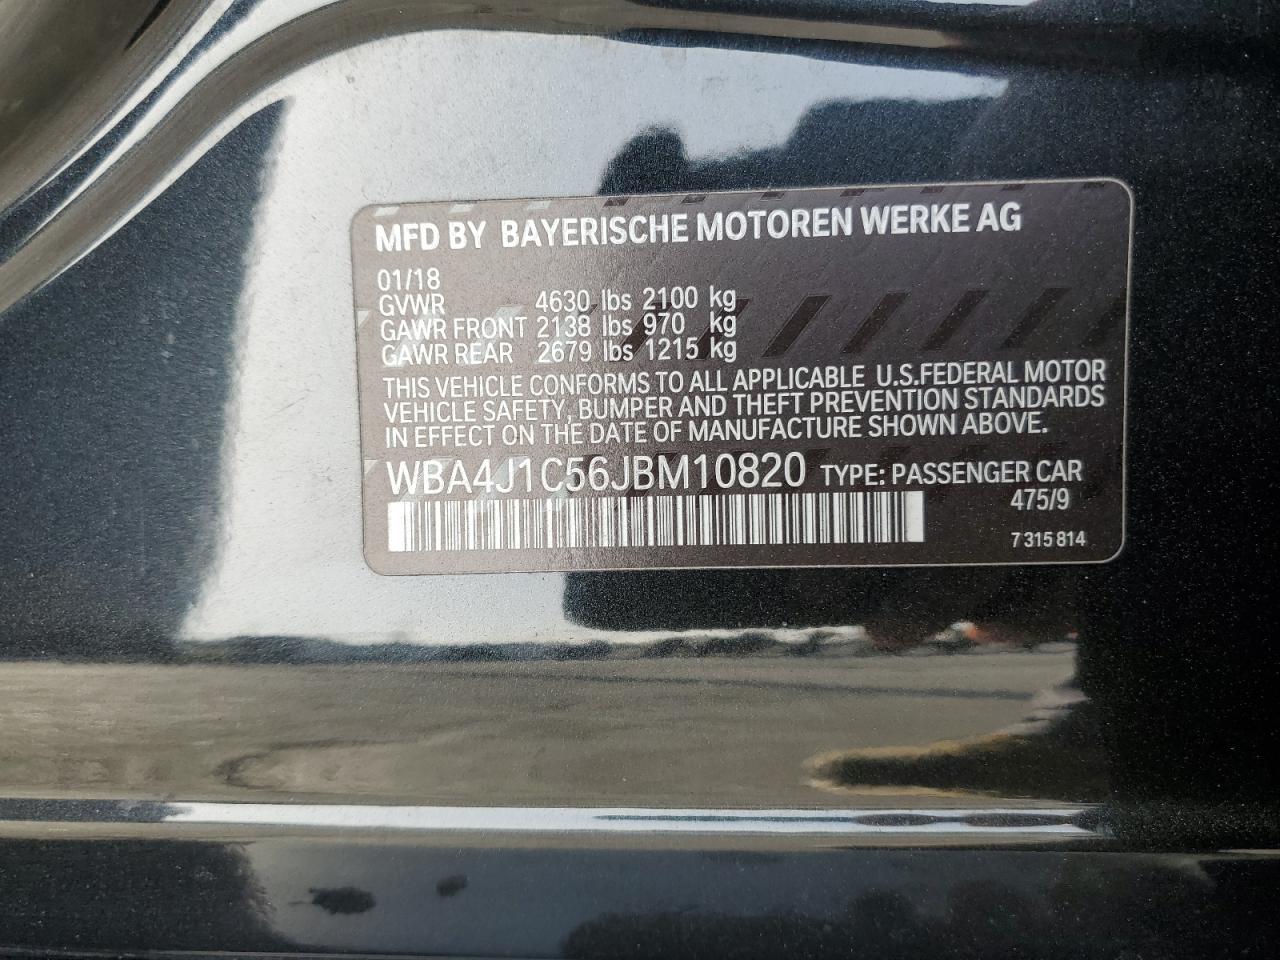 MFD BY BAYERISCHE MOTOREN WERKE AG
01/18
GVWR 4630 lbs 2100 kg
GAWR FRONT 2138 lbs 970 kg
GAWR REAR 2679 lbs 1215 kg
THIS VEHICLE CONFORMS TO ALL APPLICABLE U.S.FEDERAL MOTOR
VEHICLE SAFETY, BUMPER AND THEFT PREVENTION STANDARDS
IN EFFECT ON THE DATE OF MANUFACTURE SHOWN ABOVE.
WBA4J1C56JBM10820 TYPE: PASSENGER CAR
475/9
7 315 814